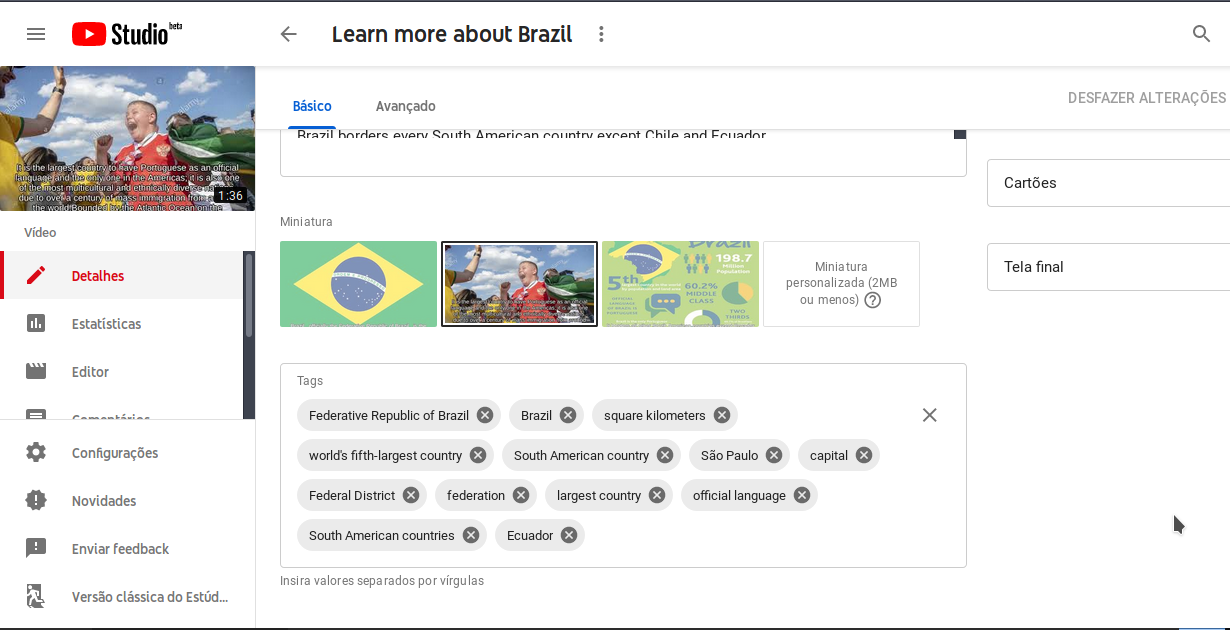 Studio beta
Learn more about Brazil
Básico
Avançado
DESFAZER ALTERAÇÕES
Brazil borders every South American country except Chile and Ecuador
It is the largest country to have Portuguese as an official
language and the only one in the Americas; it is also one
of the most multicultural and ethnically diverse
due to over a century of mass immigration from
the world Bounded by the Atlantic Ocean on the
1:36
Vídeo
Detalhes
Estatísticas
Editor
Comentários
Configurações
Novidades
Enviar feedback
Versão clássica do Estúd...
Cartões
Tela final
Miniatura
Brazil
198.7
Million
Population
5th
60.2%
MIDDLE
CLASS
OFFICIAL
LANGUAGE
OF BRAZIL IS
PORTUGUESE
TWO
THIRDS
Miniatura
personalizada (2MB
ou menos)
Tags
Federative Republic of Brazil
Brazil
square kilometers
world's fifth-largest country
South American country
São Paulo
capital
Federal District
federation
largest country
official language
South American countries
Ecuador
Insira valores separados por vírgulas